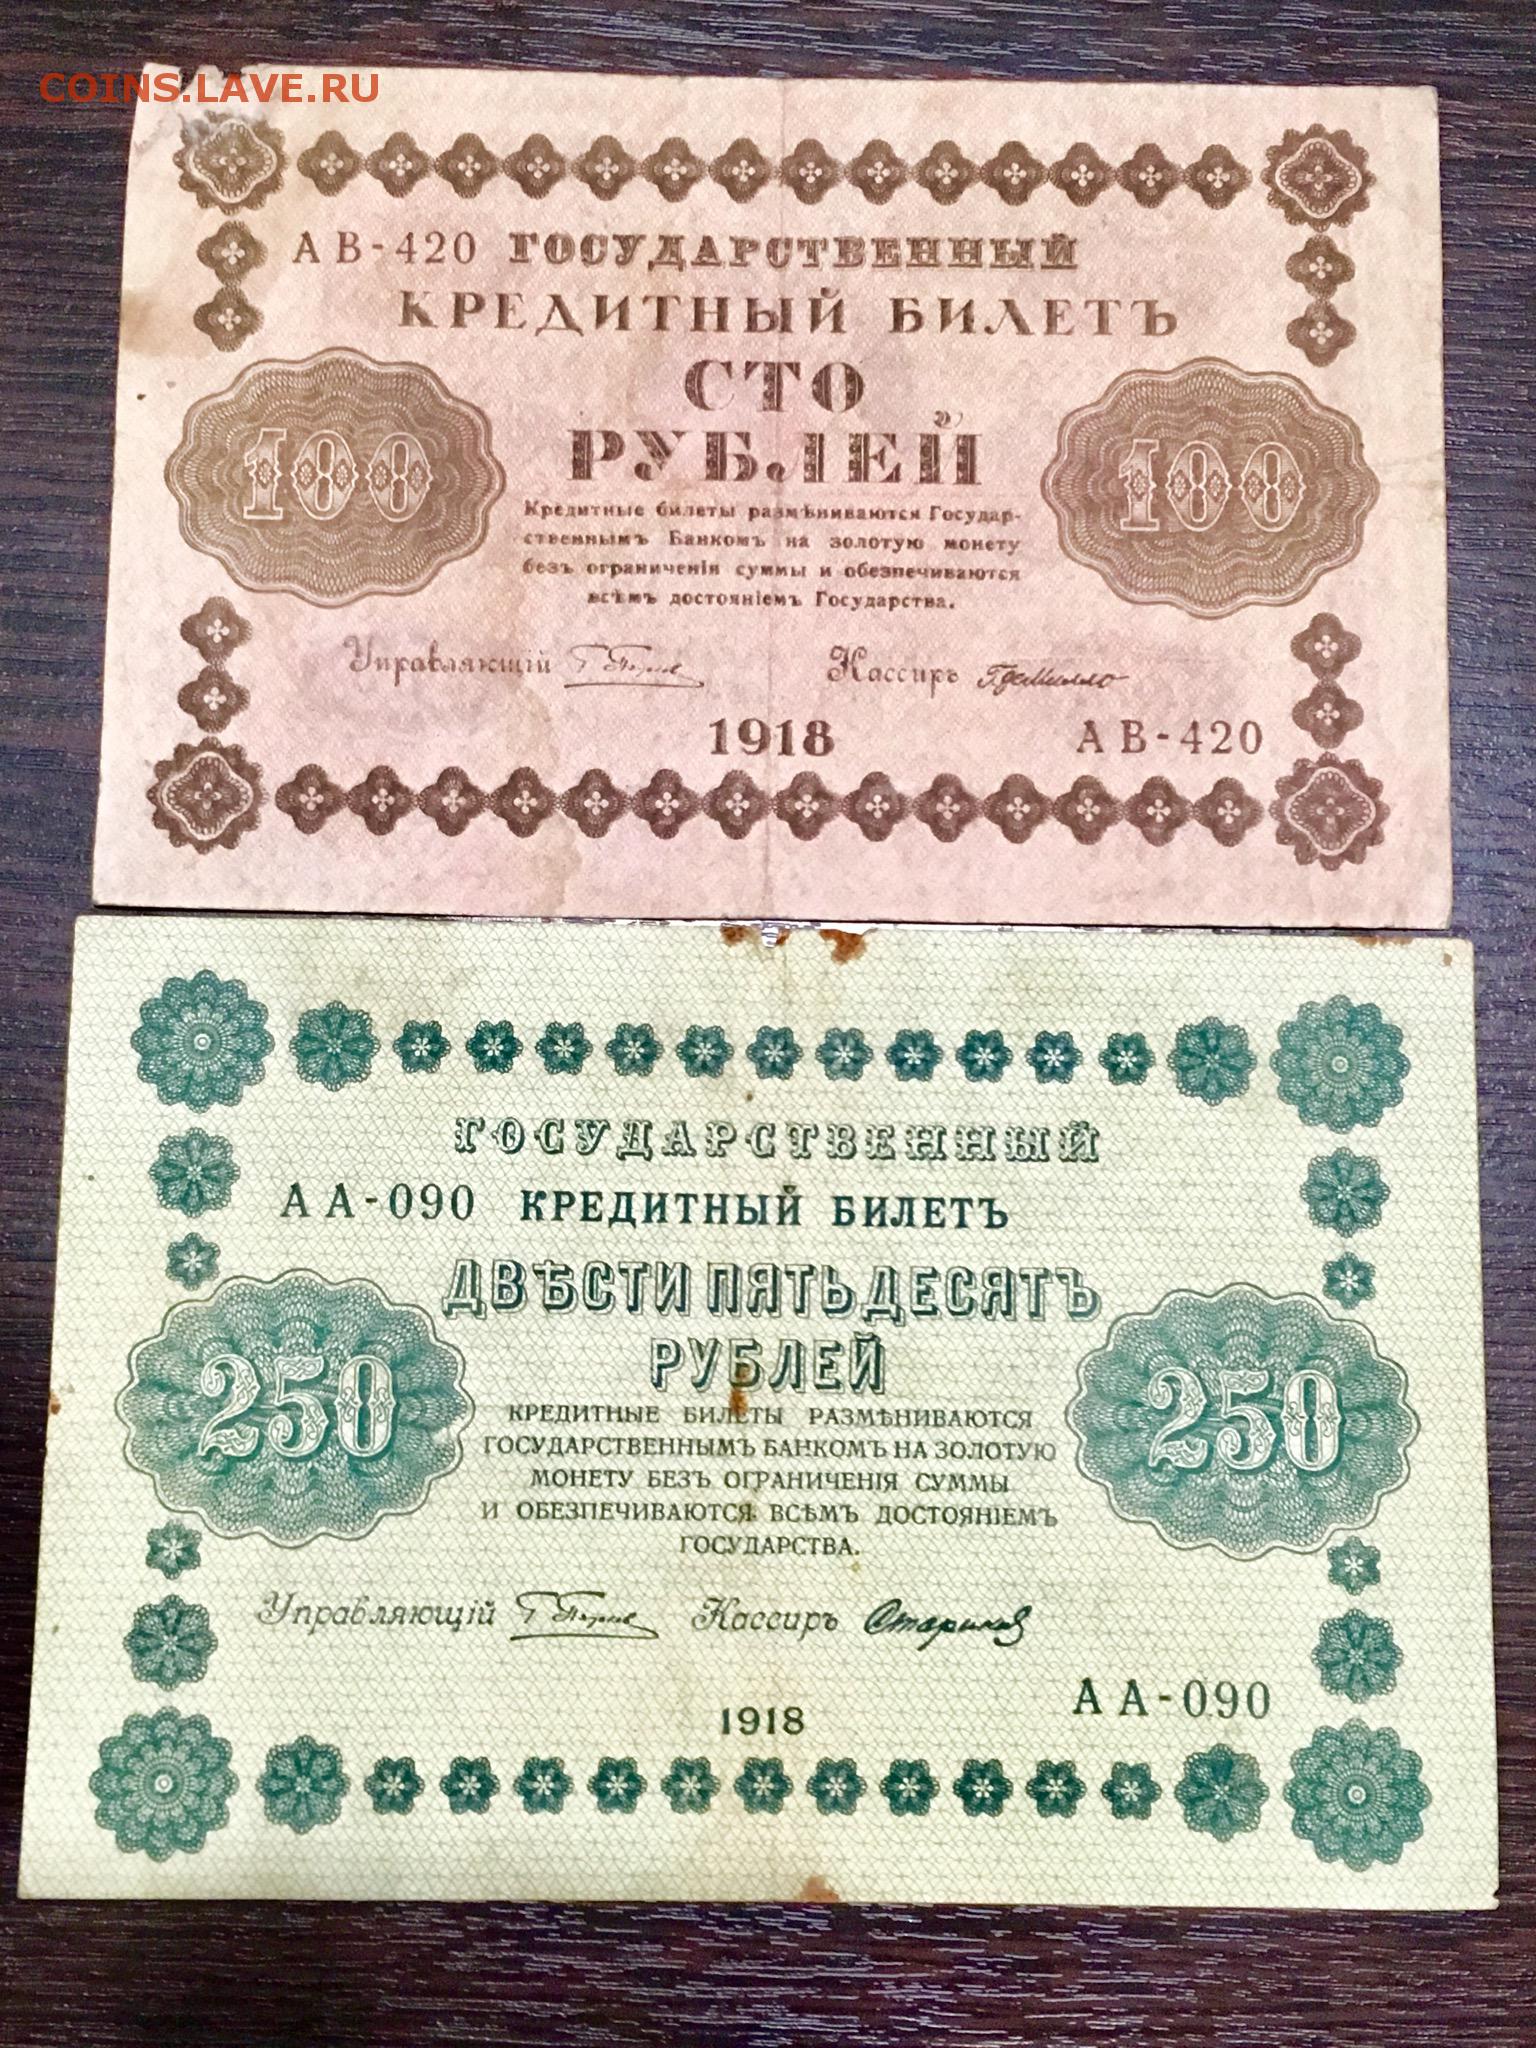 COINS.LAVE.RU
АВ-420 ГОСУДАРСТВЕННЫЙ
КРЕДИТНЫЙ БИЛЕТЪ
СТО
РУБЛЕЙ
100 100
Кредитные билеты размѣниваются Государ-
ственнымъ Банкомъ на золотую монету
безъ ограниченія суммы и обезпечиваются
всѣмъ достояніемъ Государства.
Управляющій Кассиръ
1918 АВ-420
ГОСУДАРСТВЕННЫЙ
АА-090 КРЕДИТНЫЙ БИЛЕТЪ
ДВѢСТИ ПЯТЬДЕСЯТЪ
РУБЛЕЙ
250 250
КРЕДИТНЫЕ БИЛЕТЫ РАЗМѢНИВАЮТСЯ
ГОСУДАРСТВЕННЫМЪ БАНКОМЪ НА ЗОЛОТУЮ
МОНЕТУ БЕЗЪ ОГРАНИЧЕНІЯ СУММЫ
И ОБЕЗПЕЧИВАЮТСЯ ВСѢМЪ ДОСТОЯНІЕМЪ
ГОСУДАРСТВА.
Управляющій Кассиръ
АА-090
1918